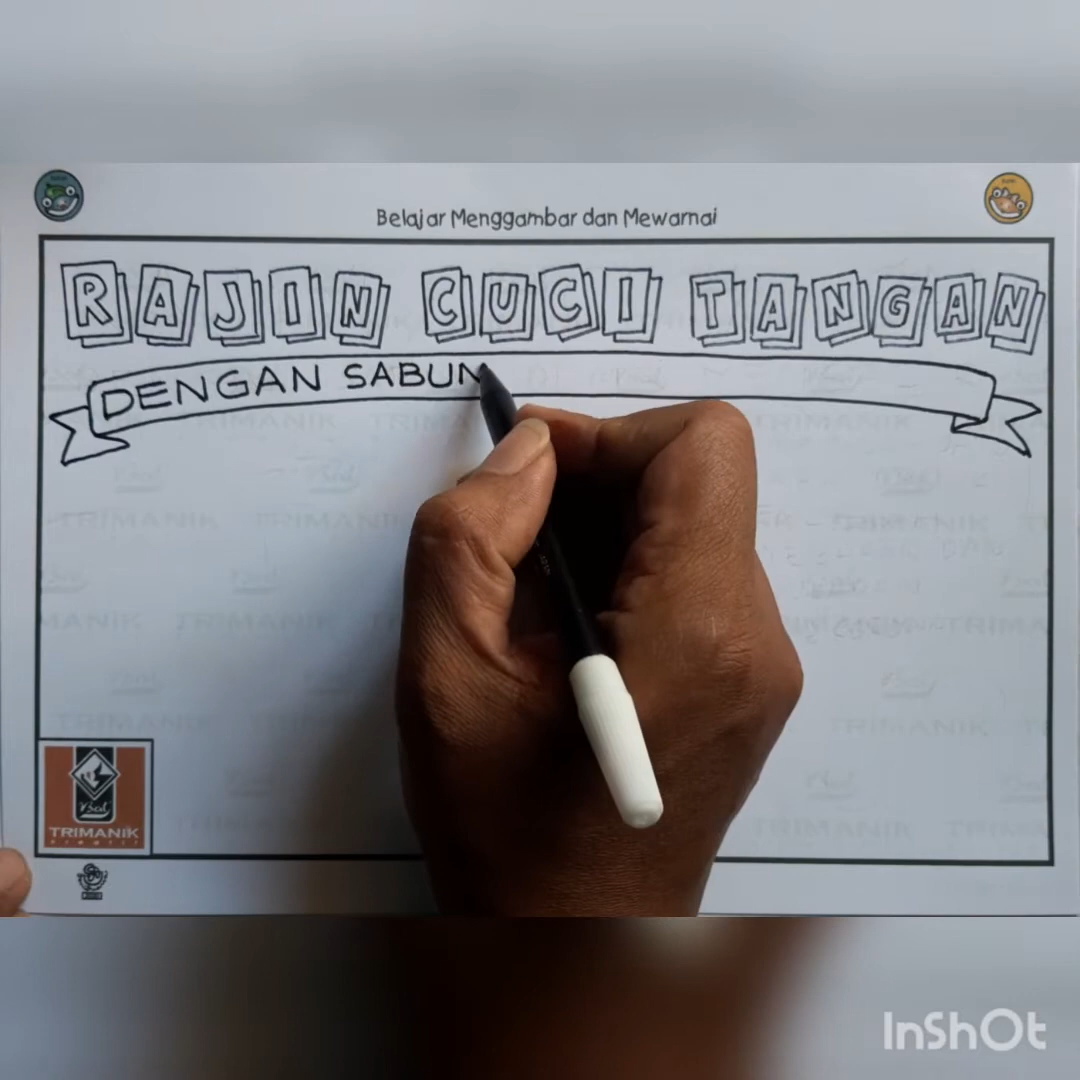 Belajar Menggambar dan Mewarnai
RAJIN CUCI TANGAN
DENGAN SABUN
TRIMANIK
InShOt